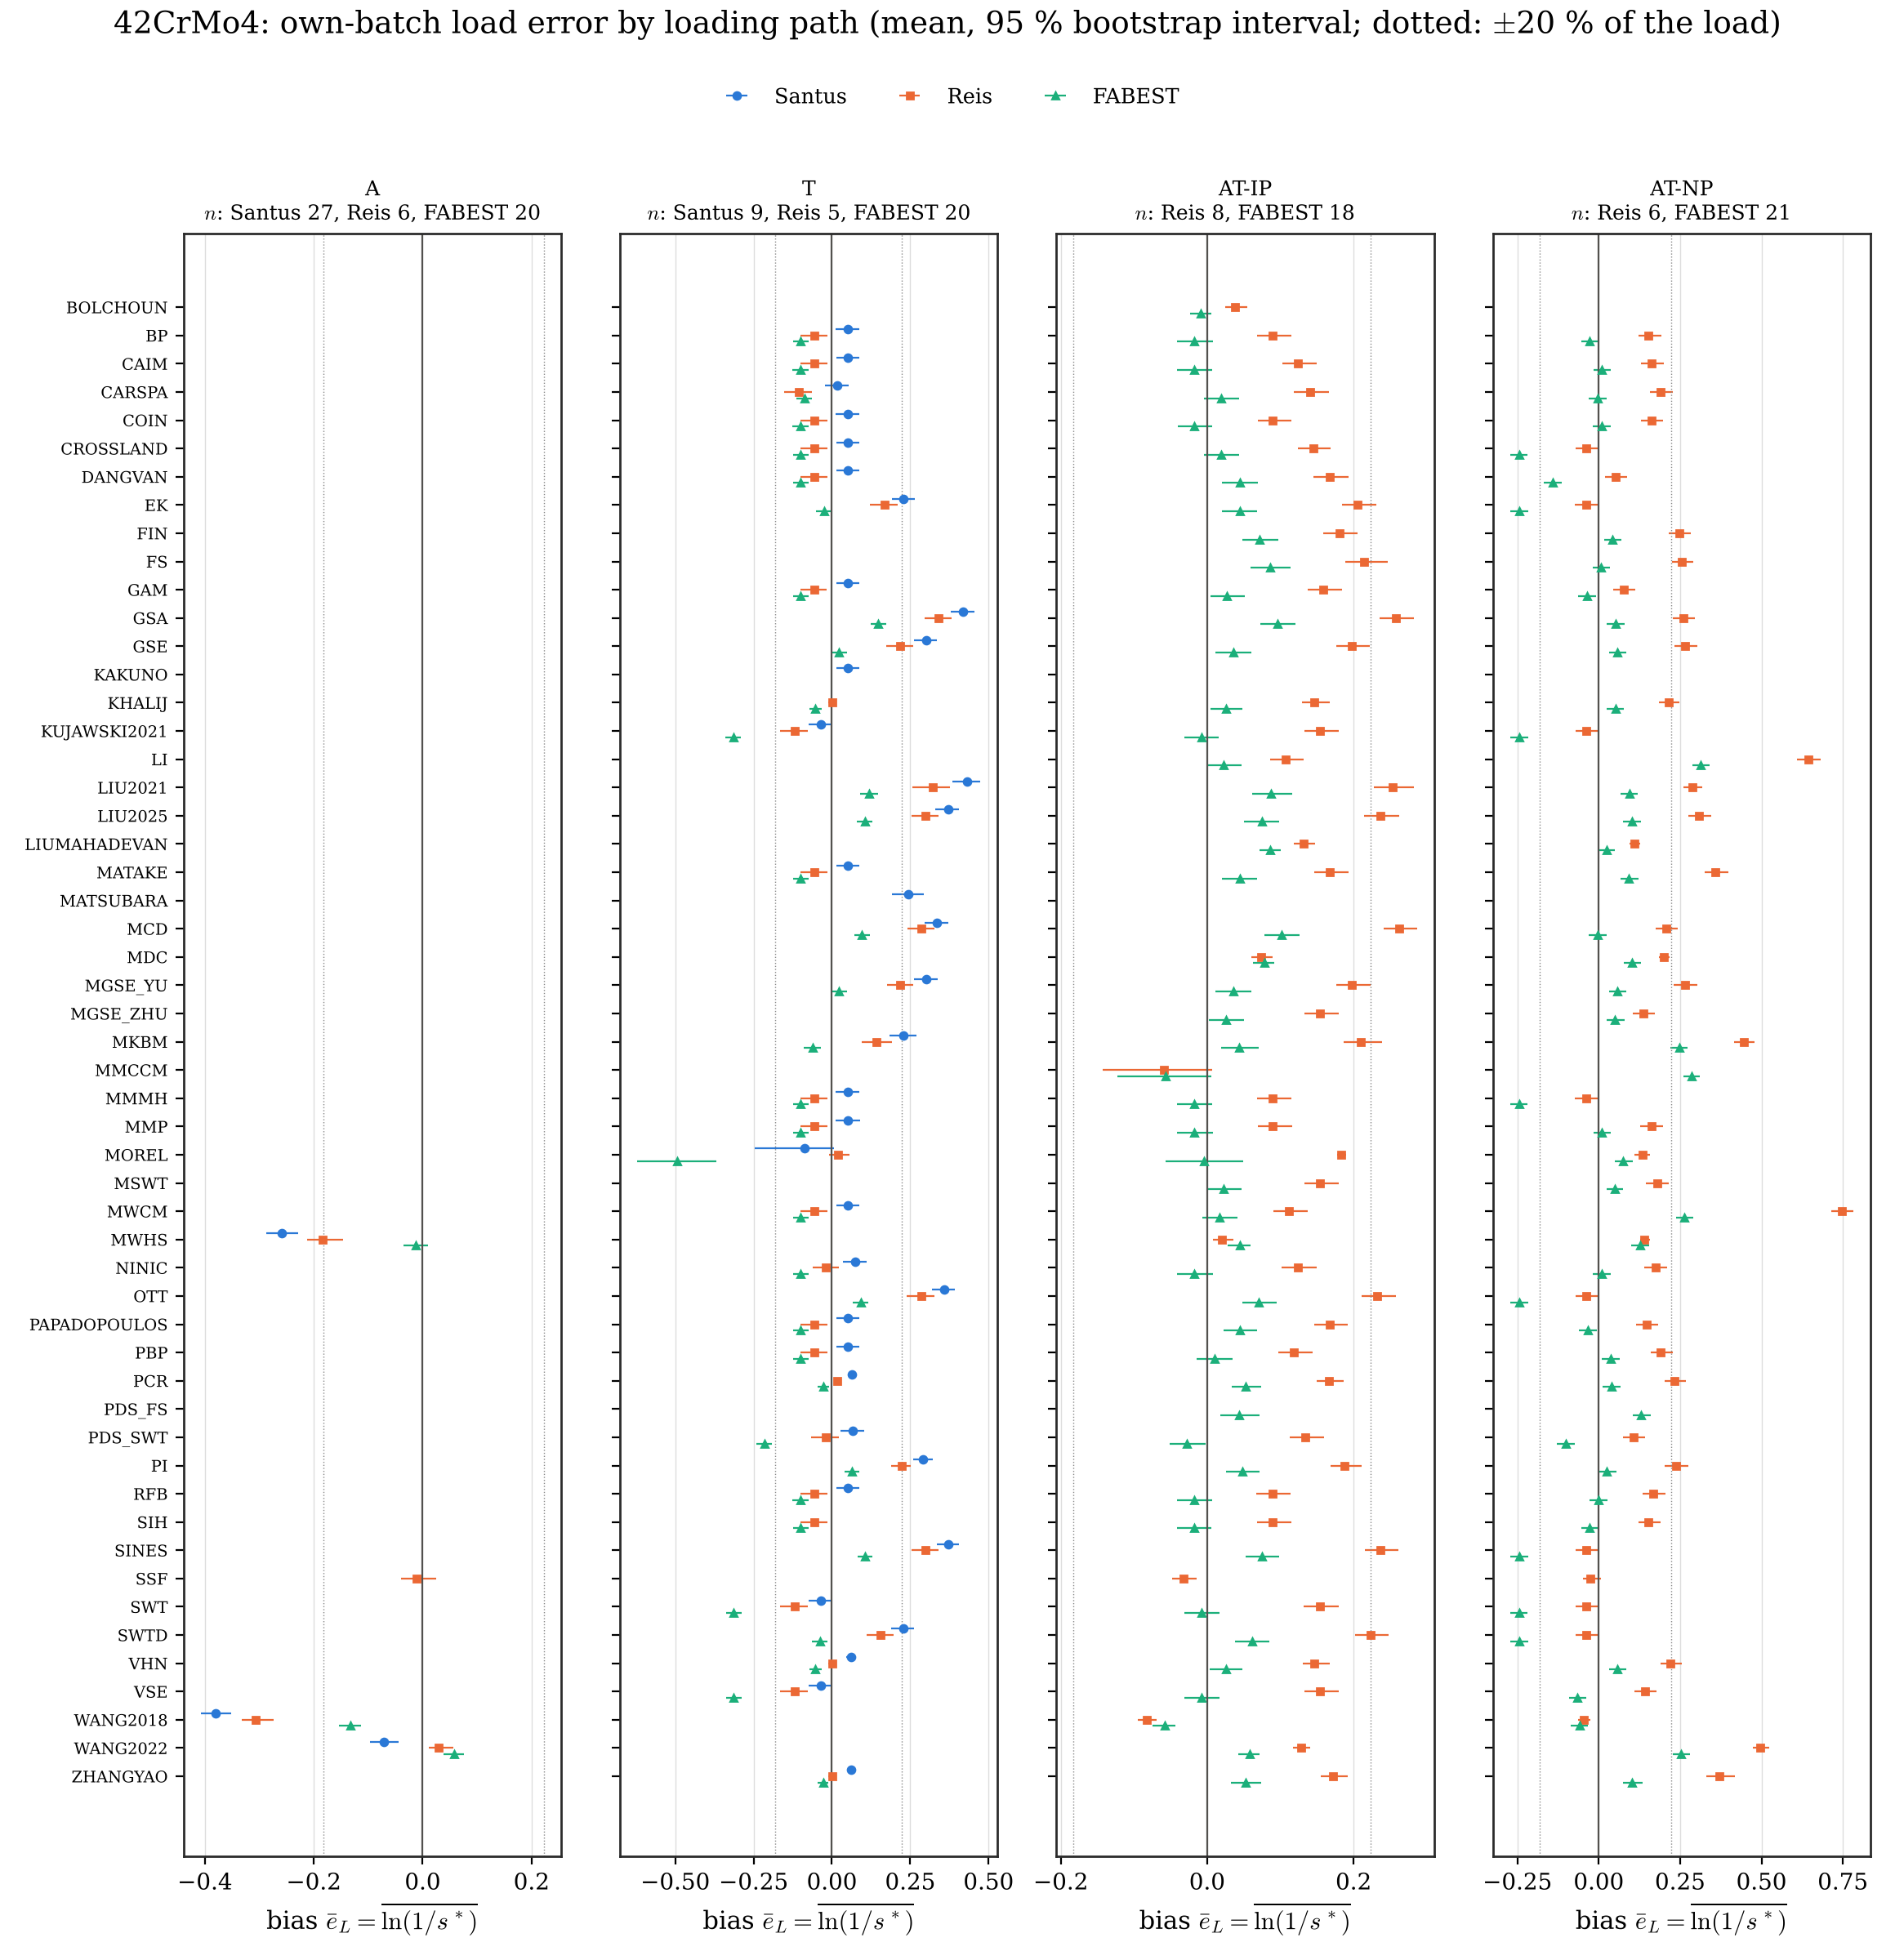 42CrMo4: own-batch load error by loading path (mean, 95 % bootstrap interval; dotted: ±20 % of the load)
Santus
Reis
FABEST
A
n: Santus 27, Reis 6, FABEST 20
T
n: Santus 9, Reis 5, FABEST 20
AT-IP
n: Reis 8, FABEST 18
AT-NP
n: Reis 6, FABEST 21
BOLCHOUN
BP
CAIM
CARSPA
COIN
CROSSLAND
DANGVAN
EK
FIN
FS
GAM
GSA
GSE
KAKUNO
KHALIJ
KUJAWSKI2021
LI
LIU2021
LIU2025
LIUMAHADEVAN
MATAKE
MATSUBARA
MCD
MDC
MGSE_YU
MGSE_ZHU
MKBM
MMCCM
MMMH
MMP
MOREL
MSWT
MWCM
MWHS
NINIC
OTT
PAPADOPOULOS
PBP
PCR
PDS_FS
PDS_SWT
PI
RFB
SIH
SINES
SSF
SWT
SWTD
VHN
VSE
WANG2018
WANG2022
ZHANGYAO
−0.4 −0.2 0.0 0.2
−0.50 −0.25 0.00 0.25 0.50
−0.2 0.0 0.2
−0.25 0.00 0.25 0.50 0.75
bias ē_L = ln(1/s*)
bias ē_L = ln(1/s*)
bias ē_L = ln(1/s*)
bias ē_L = ln(1/s*)